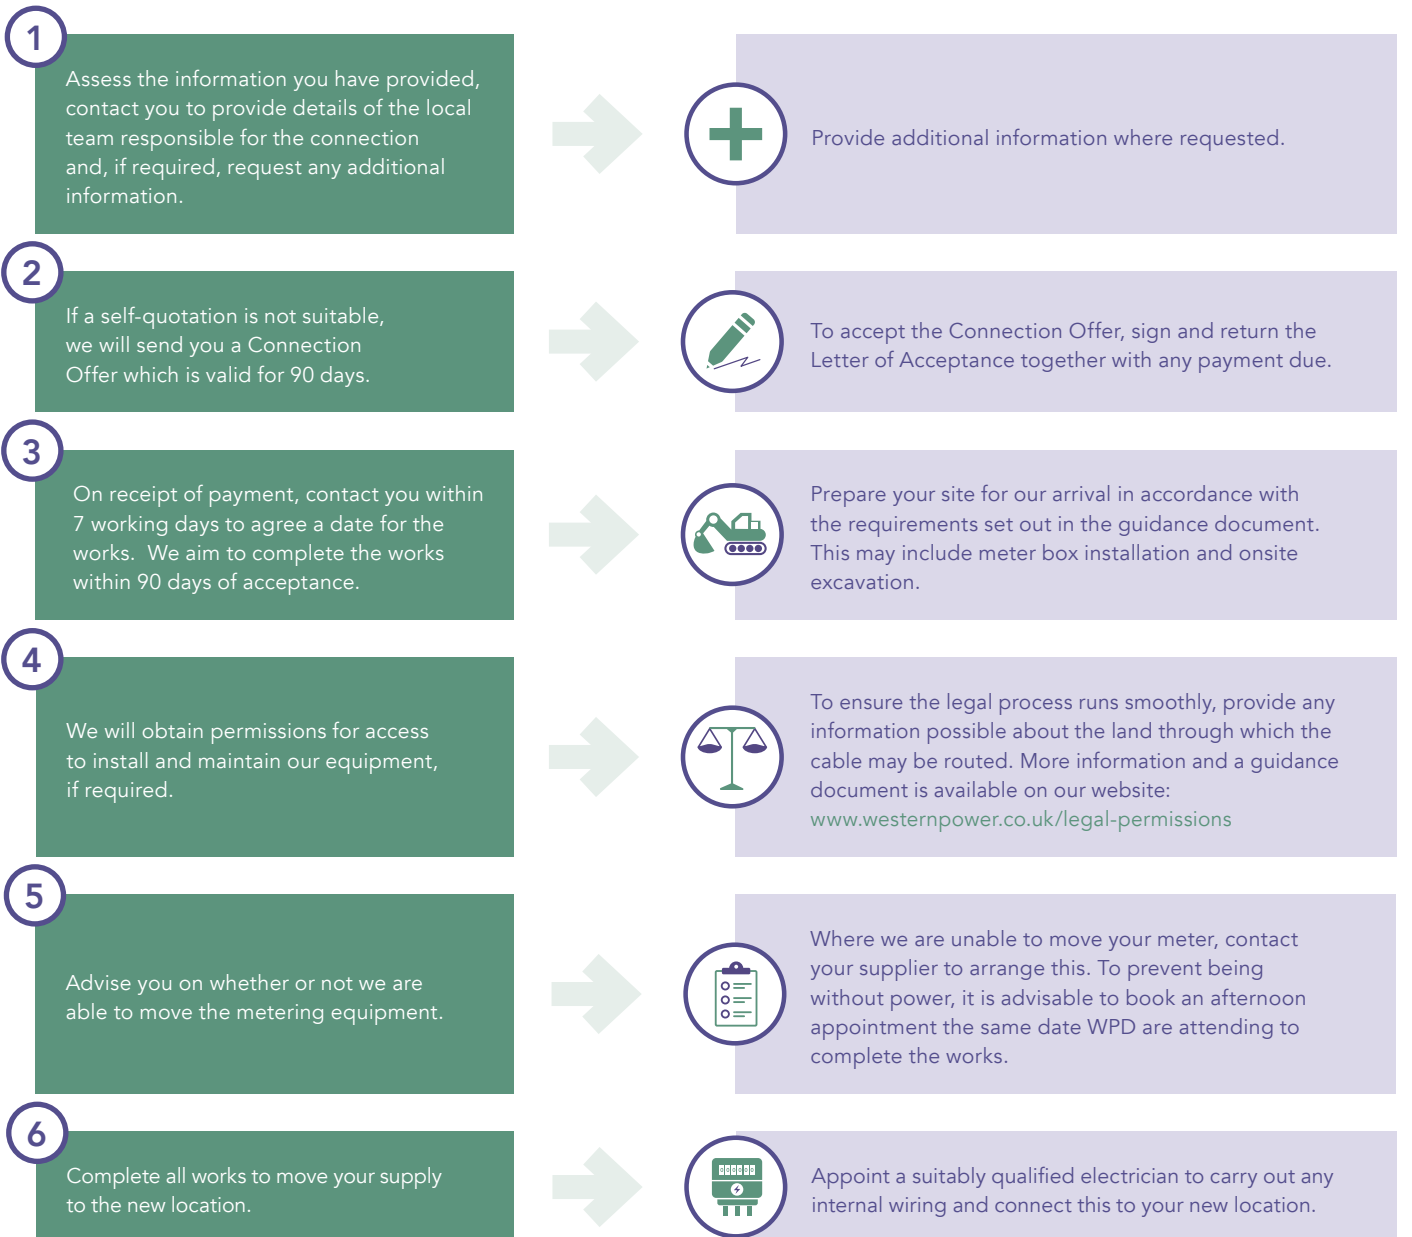 1
Assess the information you have provided,
contact you to provide details of the local
team responsible for the connection
and, if required, request any additional
information.
Provide additional information where requested.
2
If a self-quotation is not suitable,
we will send you a Connection
Offer which is valid for 90 days.
To accept the Connection Offer, sign and return the
Letter of Acceptance together with any payment due.
3
On receipt of payment, contact you within
7 working days to agree a date for the
works. We aim to complete the works
within 90 days of acceptance.
Prepare your site for our arrival in accordance with
the requirements set out in the guidance document.
This may include meter box installation and onsite
excavation.
4
We will obtain permissions for access
to install and maintain our equipment,
if required.
To ensure the legal process runs smoothly, provide any
information possible about the land through which the
cable may be routed. More information and a guidance
document is available on our website:
www.westernpower.co.uk/legal-permissions
5
Advise you on whether or not we are
able to move the metering equipment.
Where we are unable to move your meter, contact
your supplier to arrange this. To prevent being
without power, it is advisable to book an afternoon
appointment the same date WPD are attending to
complete the works.
6
Complete all works to move your supply
to the new location.
000000
Appoint a suitably qualified electrician to carry out any
internal wiring and connect this to your new location.